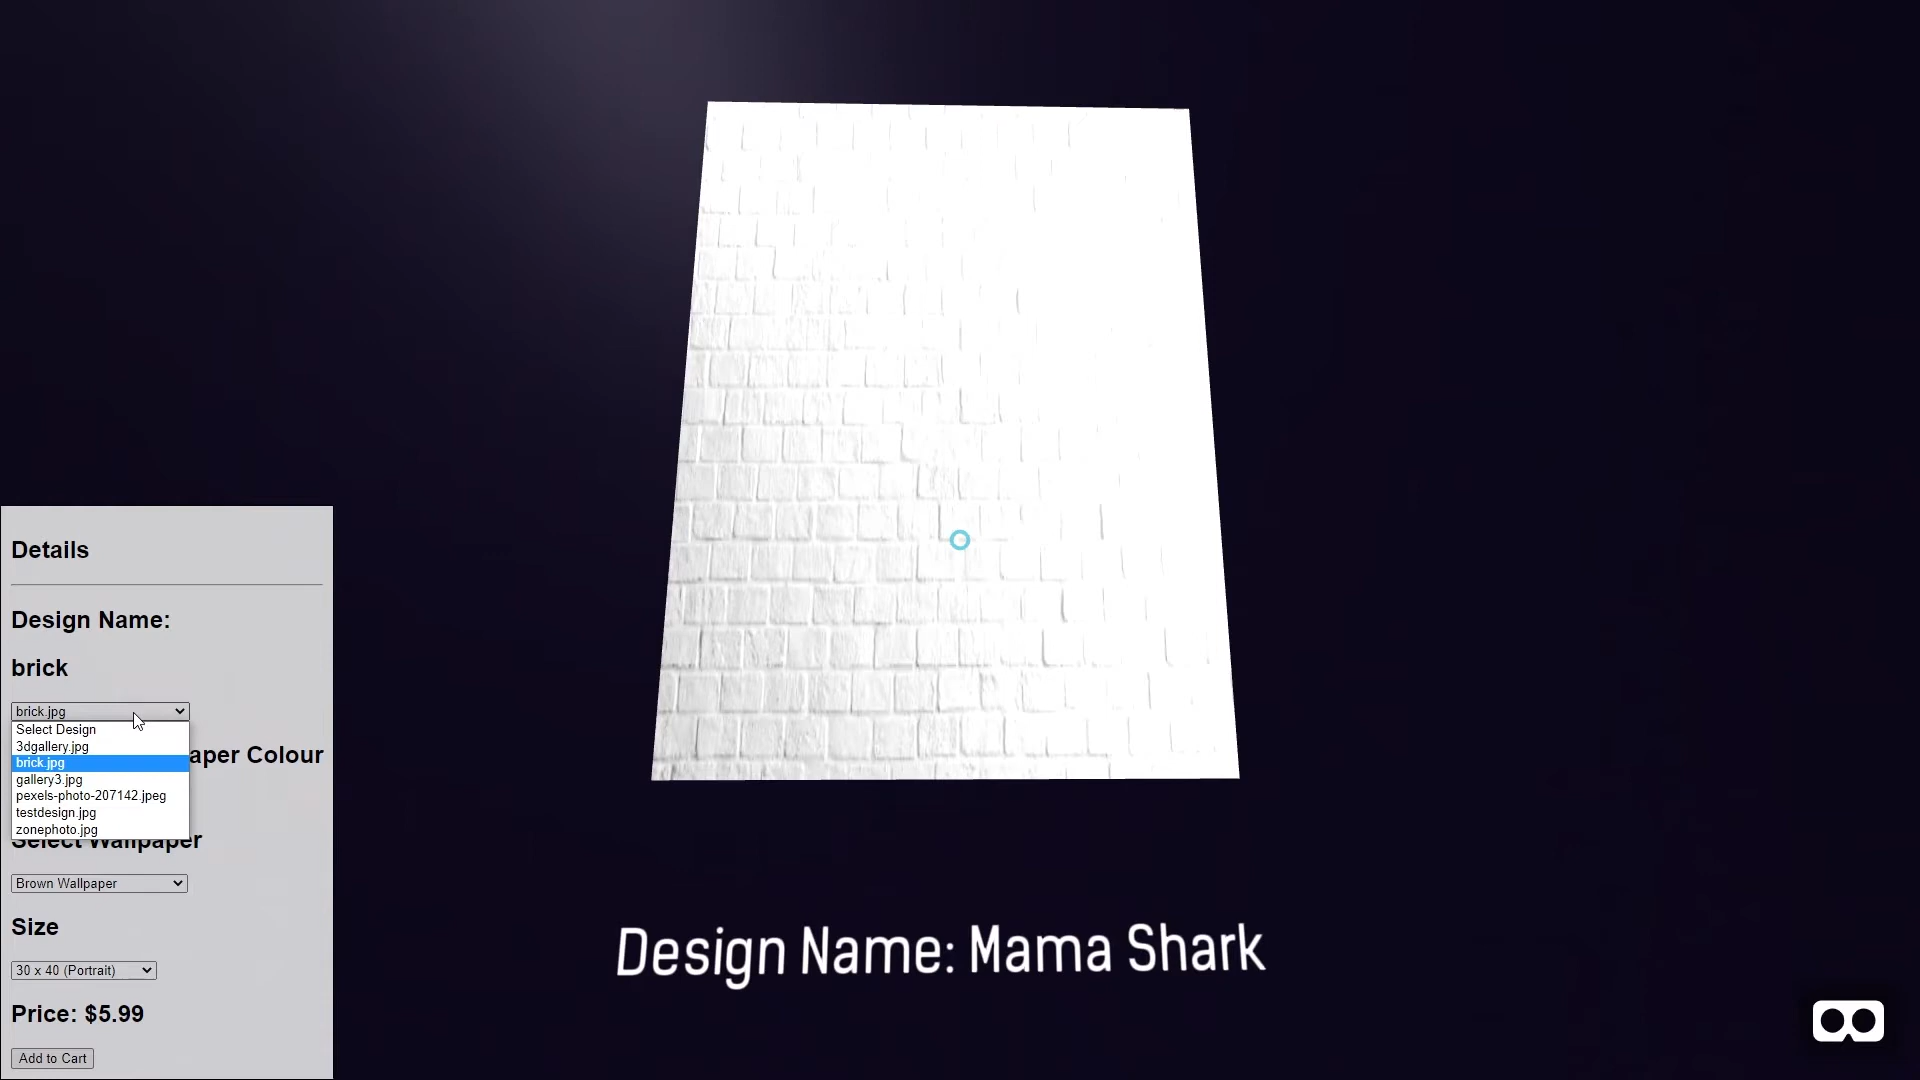 Details
Design Name:
brick
brick.jpg
Select Design
3dgallery.jpg
brick.jpg
gallery3.jpg
pexels-photo-207142.jpeg
testdesign.jpg
zonephoto.jpg
aper Colour
Select Wallpaper
Brown Wallpaper
Size
30 x 40 (Portrait)
Price: $5.99
Add to Cart
Design Name: Mama Shark